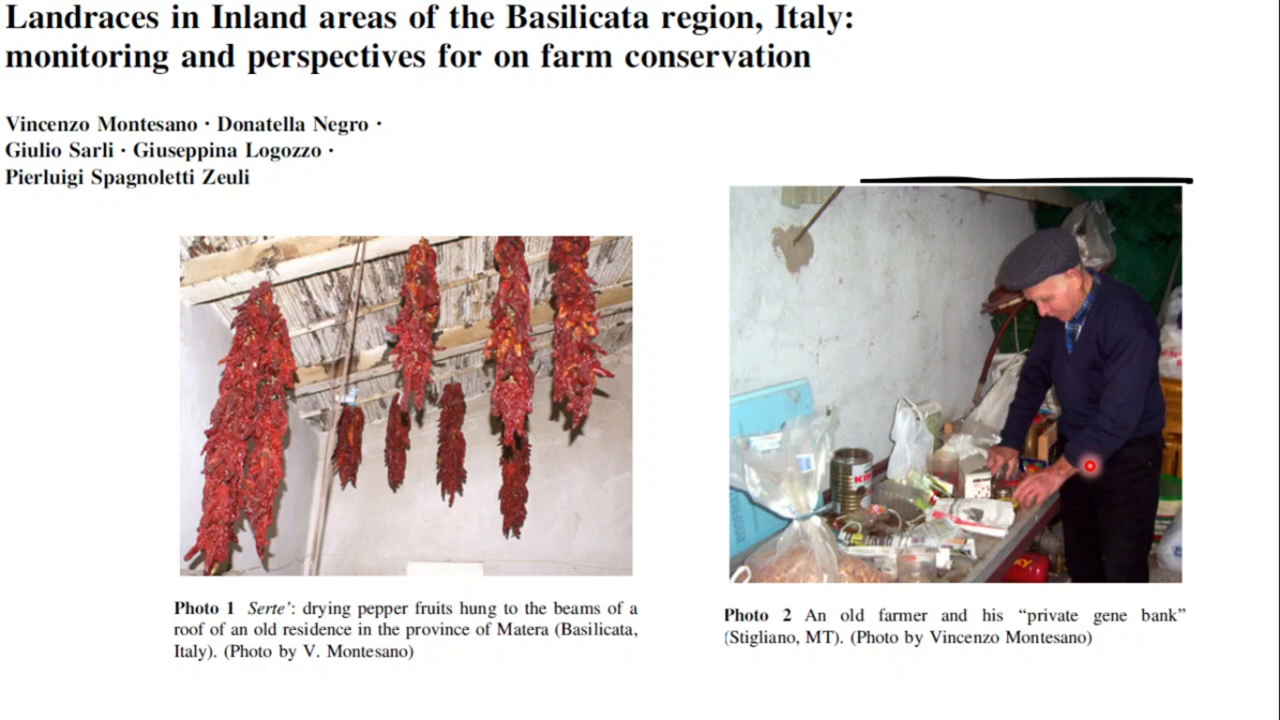 Landraces in Inland areas of the Basilicata region, Italy:
monitoring and perspectives for on farm conservation
Vincenzo Montesano · Donatella Negro ·
Giulio Sarli · Giuseppina Logozzo ·
Pierluigi Spagnoletti Zeuli
Photo 1 Serte’: drying pepper fruits hung to the beams of a
roof of an old residence in the province of Matera (Basilicata,
Italy). (Photo by V. Montesano)
Photo 2 An old farmer and his “private gene bank”
(Stigliano, MT). (Photo by Vincenzo Montesano)